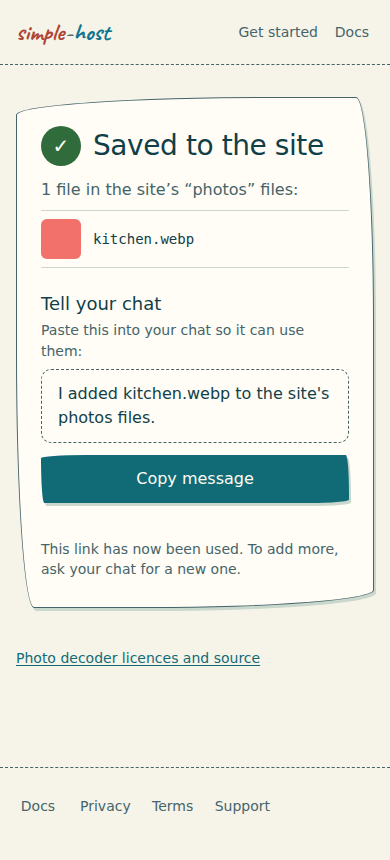 simple-host
Get started
Docs
✓ Saved to the site
1 file in the site’s “photos” files:
kitchen.webp
Tell your chat
Paste this into your chat so it can use
them:
I added kitchen.webp to the site's
photos files.
Copy message
This link has now been used. To add more,
ask your chat for a new one.
Photo decoder licences and source
Docs
Privacy
Terms
Support